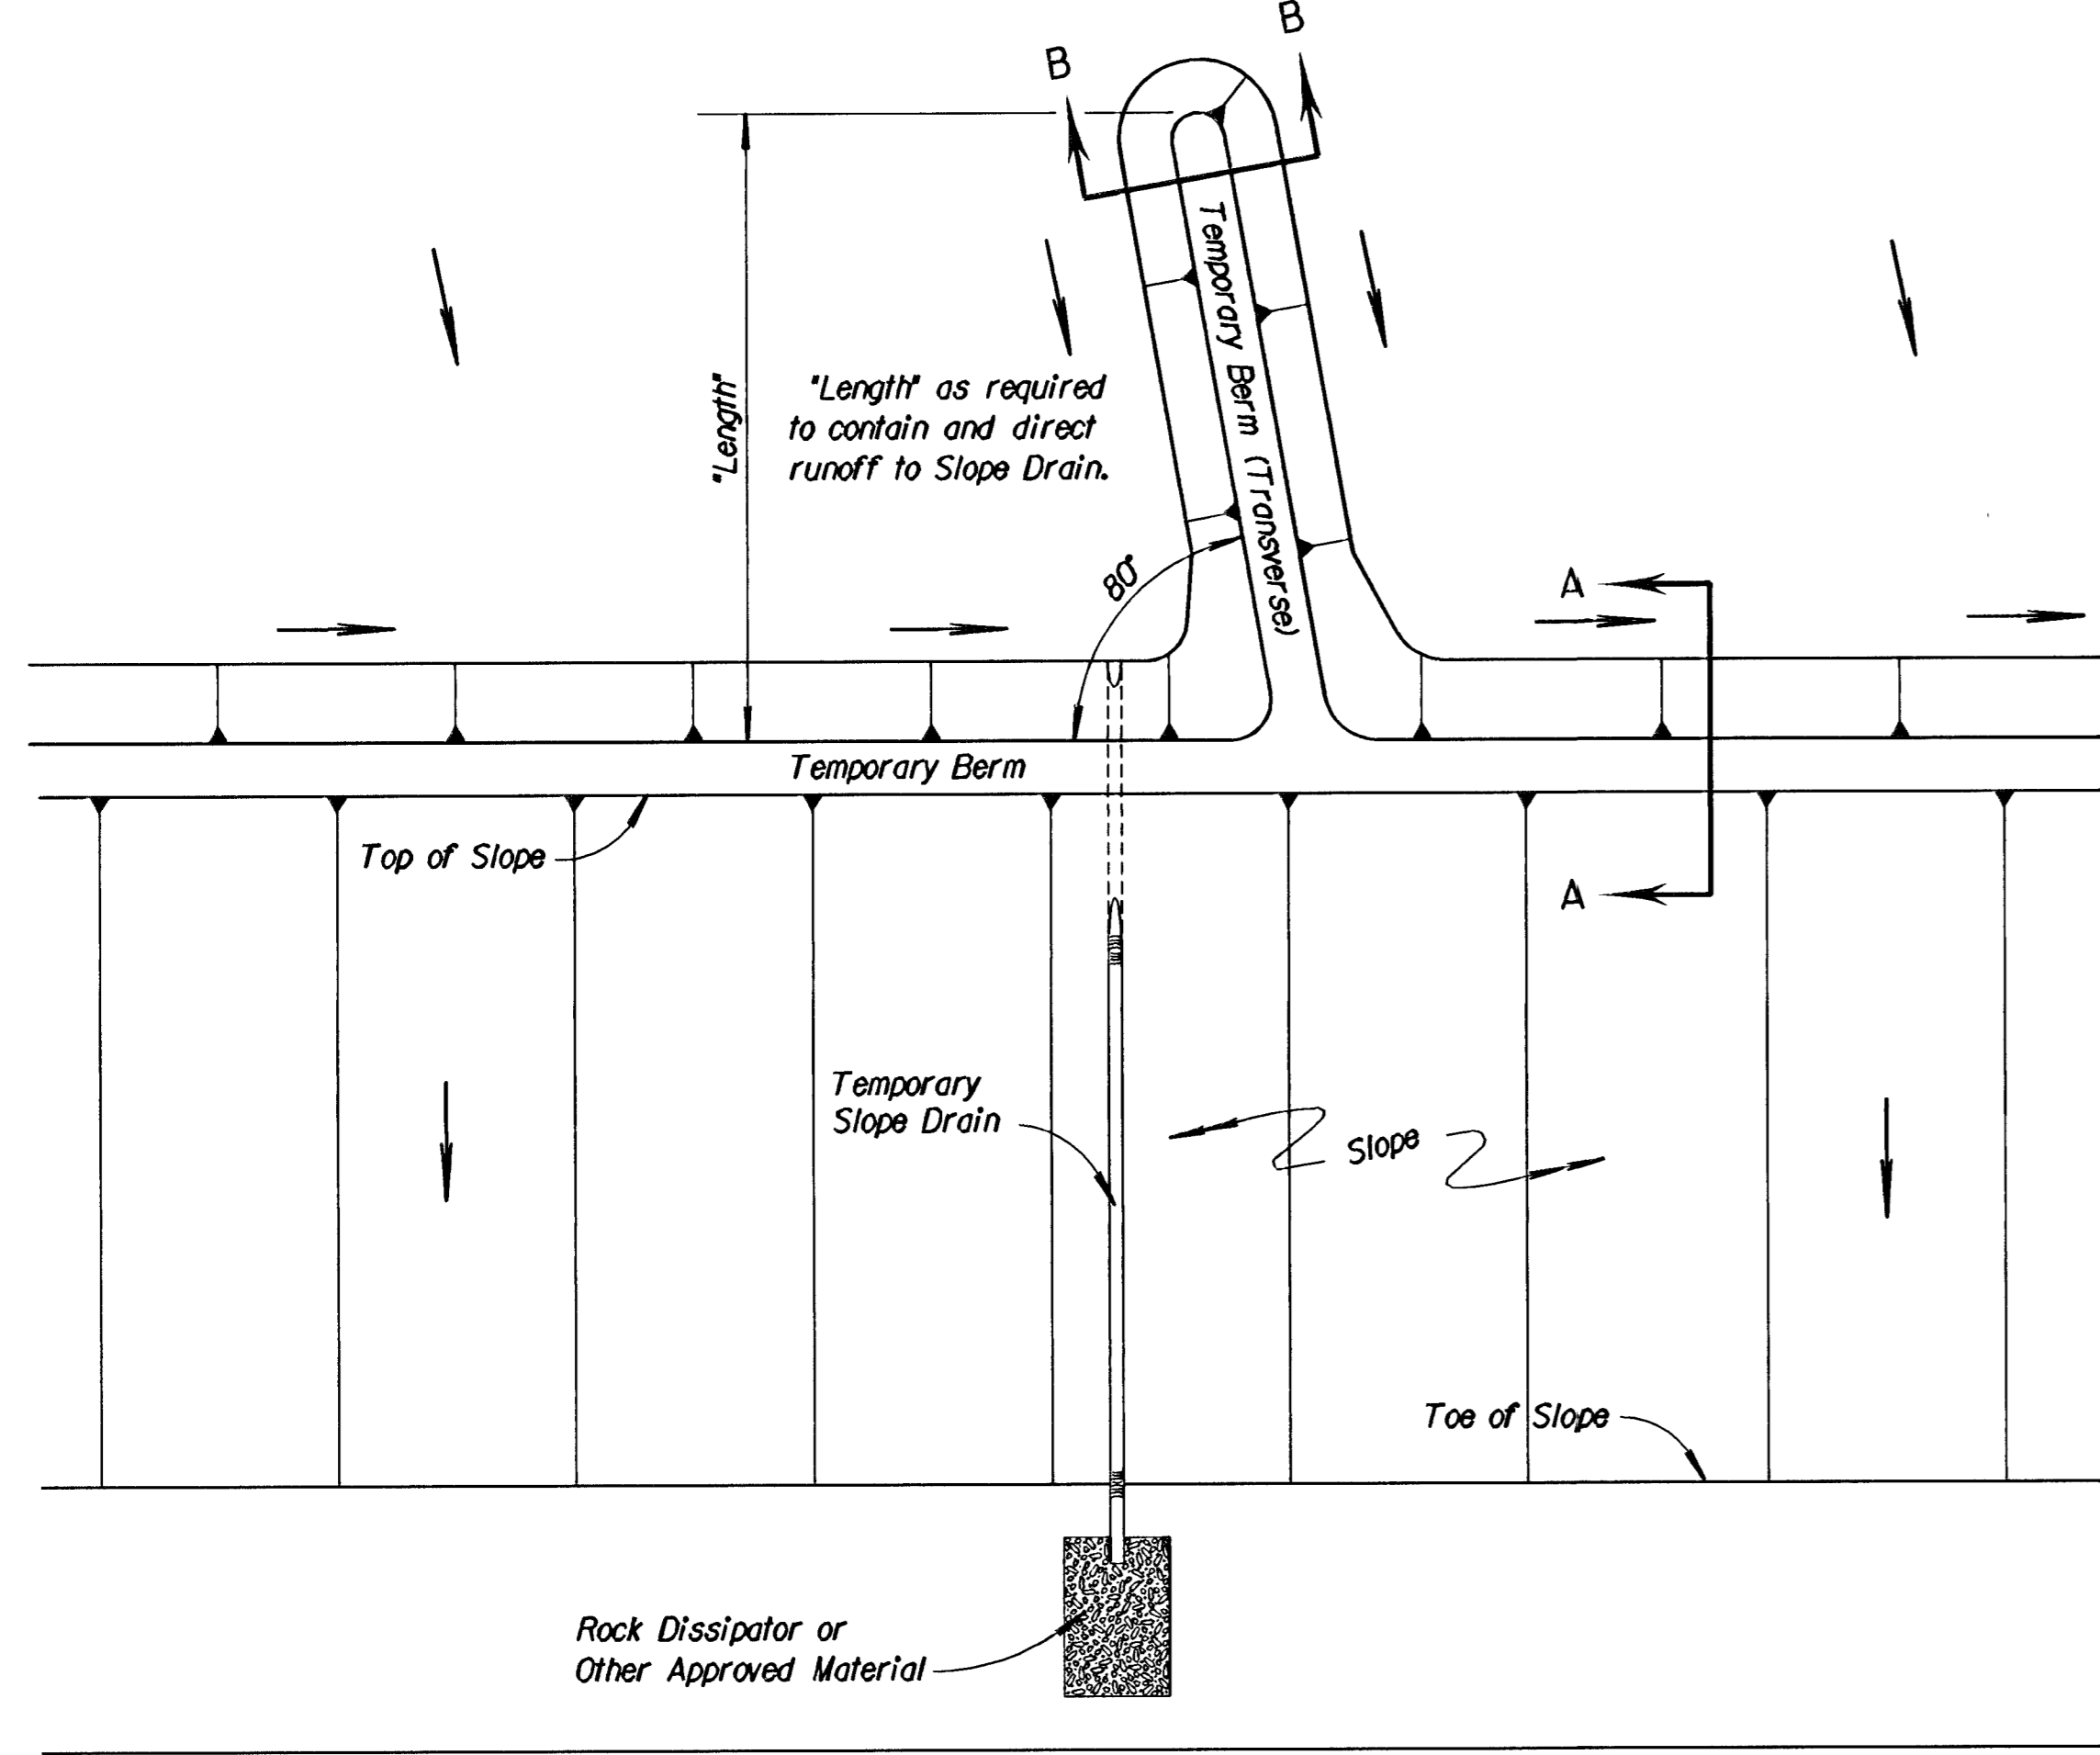 B
B
"Length"
"Length" as required
to contain and direct
runoff to Slope Drain.
Temporary Berm (Transverse)
80°
A
Temporary Berm
Top of Slope
A
Temporary
Slope Drain
Slope
Toe of Slope
Rock Dissipator or
Other Approved Material